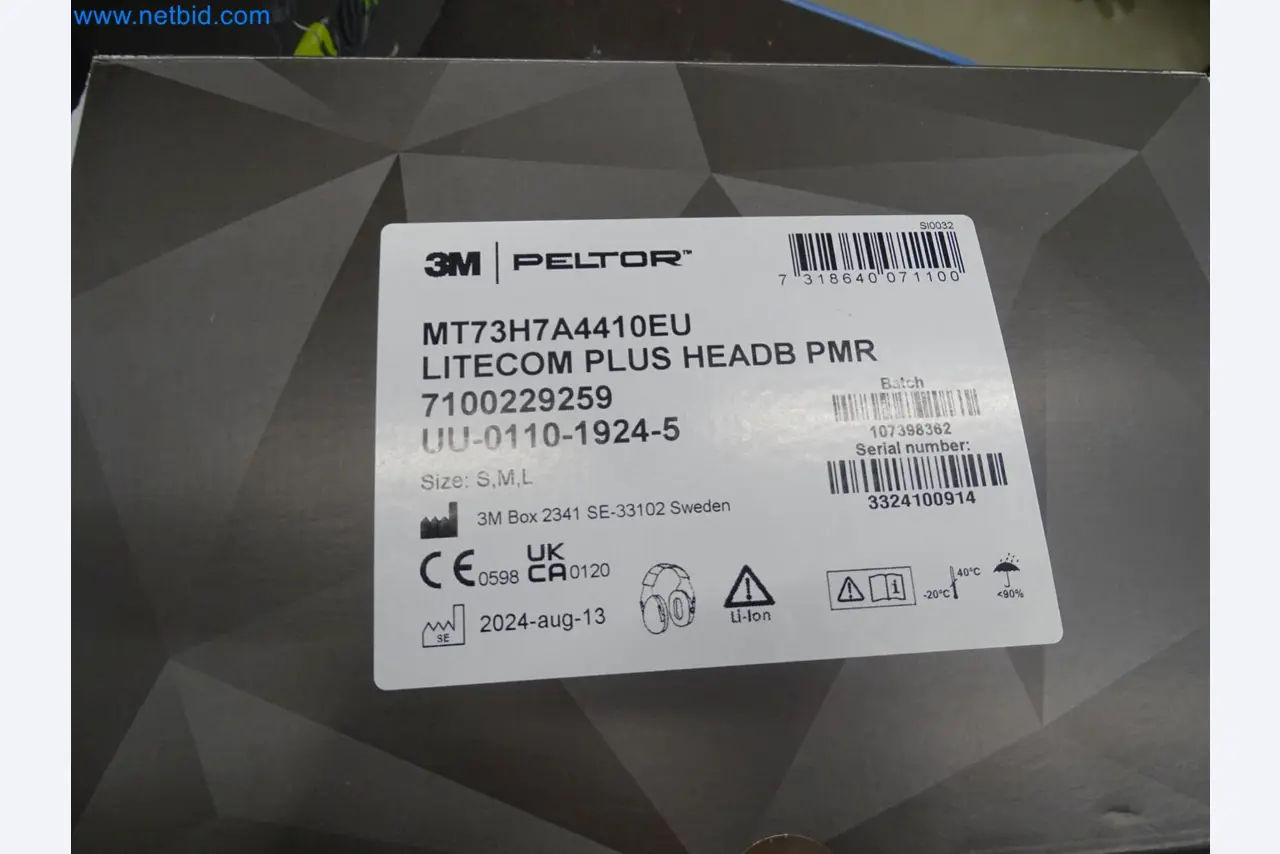 www.netbid.com
SI0032
3M | PELTOR™
7 318640 071100
MT73H7A4410EU
LITECOM PLUS HEADB PMR
7100229259
UU-0110-1924-5
Size: S,M,L
Batch
107398362
Serial number:
3324100914
3M Box 2341 SE-33102 Sweden
CE 0598 UK CA 0120
SE
2024-aug-13
Li-Ion
i
-20°C 40°C
<90%